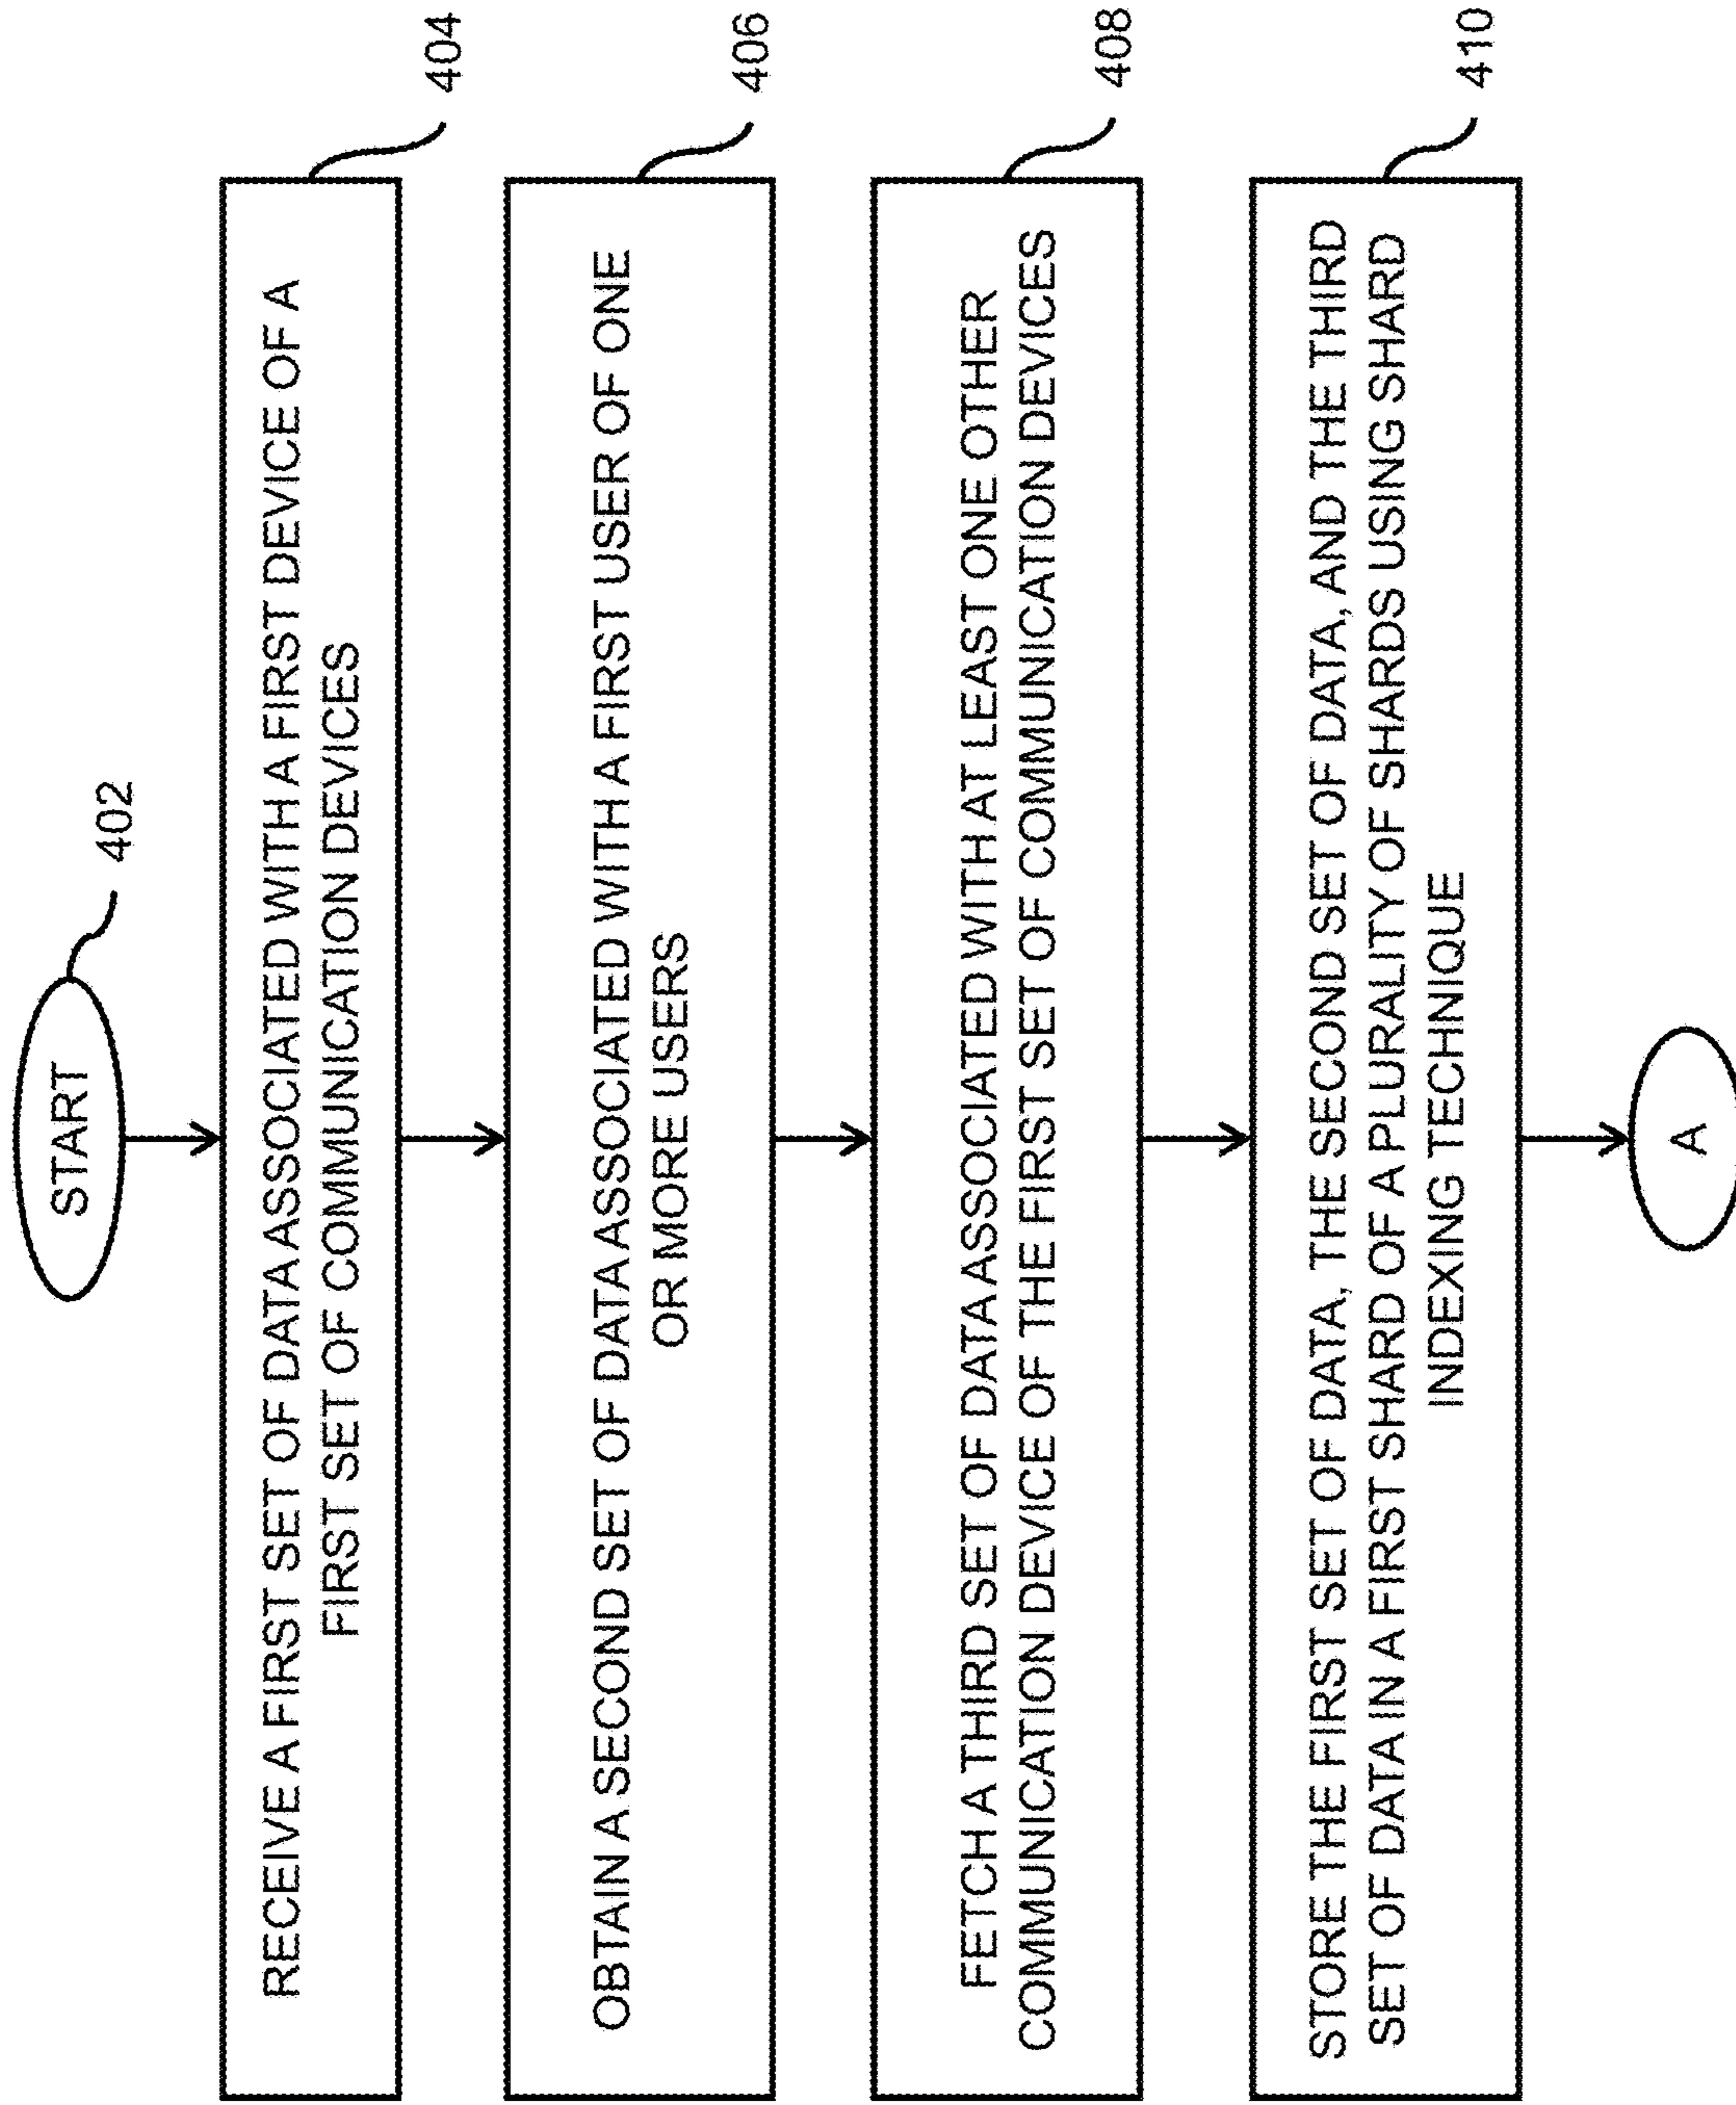 START
402
RECEIVE A FIRST SET OF DATA ASSOCIATED WITH A FIRST DEVICE OF A
FIRST SET OF COMMUNICATION DEVICES
404
OBTAIN A SECOND SET OF DATA ASSOCIATED WITH A FIRST USER OF ONE
OR MORE USERS
406
FETCH A THIRD SET OF DATA ASSOCIATED WITH AT LEAST ONE OTHER
COMMUNICATION DEVICE OF THE FIRST SET OF COMMUNICATION DEVICES
408
STORE THE FIRST SET OF DATA, THE SECOND SET OF DATA, AND THE THIRD
SET OF DATA IN A FIRST SHARD OF A PLURALITY OF SHARDS USING SHARD
INDEXING TECHNIQUE
410
A